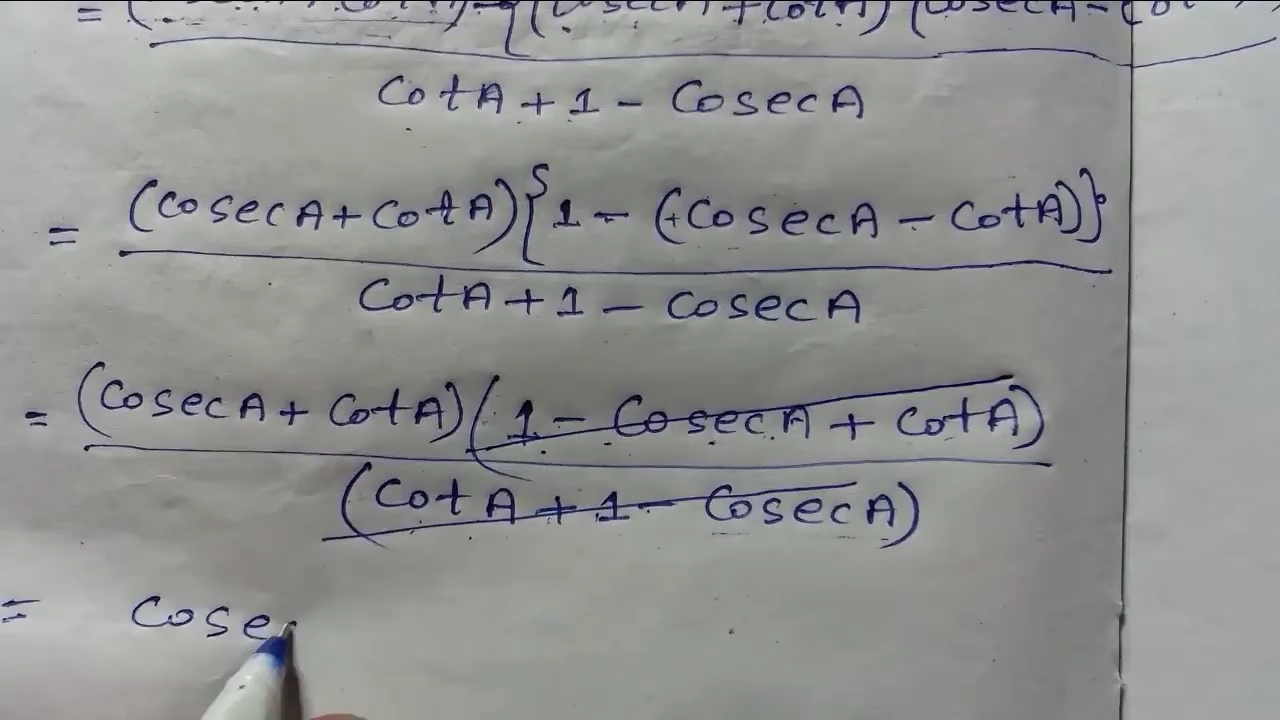 cotA + 1 - cosecA
= (cosecA + cotA) {1 - (+cosecA - cotA)}
cotA + 1 - cosecA
= (cosecA + cotA) (1 - cosecA + cotA)
(cotA + 1 - cosecA)
= cose